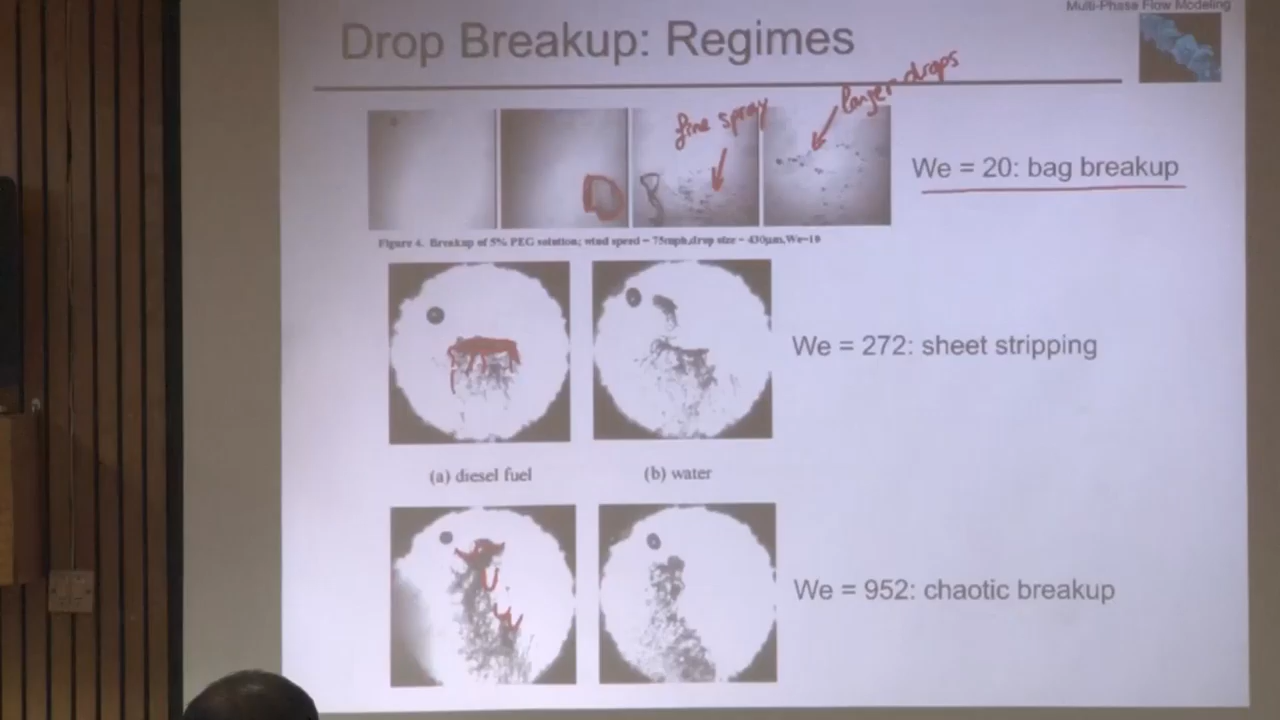 Multi-Phase Flow Modeling
Drop Breakup: Regimes
larger drops
fine spray
We = 20: bag breakup
Figure 4. Breakup of 5% PEG solution; wind speed = 75mph,drop size = 430μm,We=19
We = 272: sheet stripping
(a) diesel fuel
(b) water
We = 952: chaotic breakup